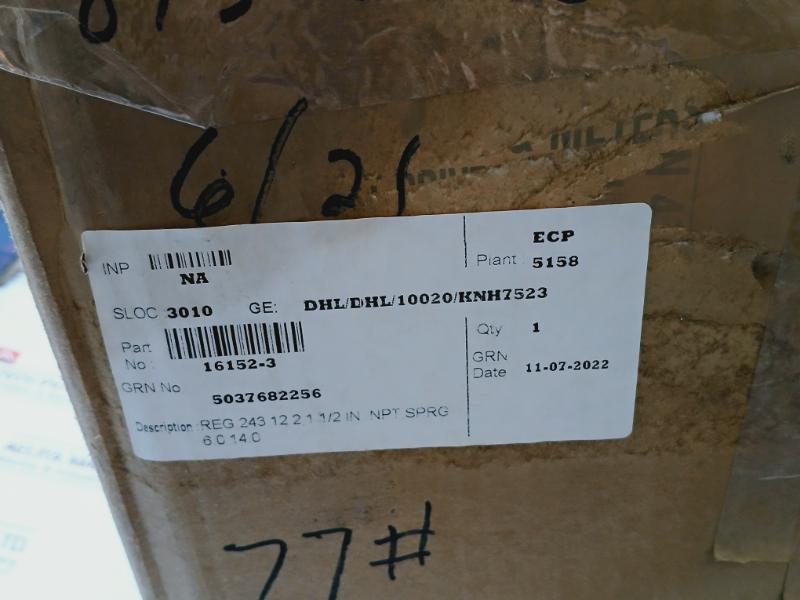 6/21
& METERS
INP
NA
ECP
Plant : 5158
SLOC 3010 GE: DHL/DHL/10020/KNH7523
Part
No :
16152-3
Qty 1
GRN No
5037682256
GRN
Date 11-07-2022
Description :REG 243 12 2 1 1/2 IN NPT SPRG
6.0 14.0
77#
LTD